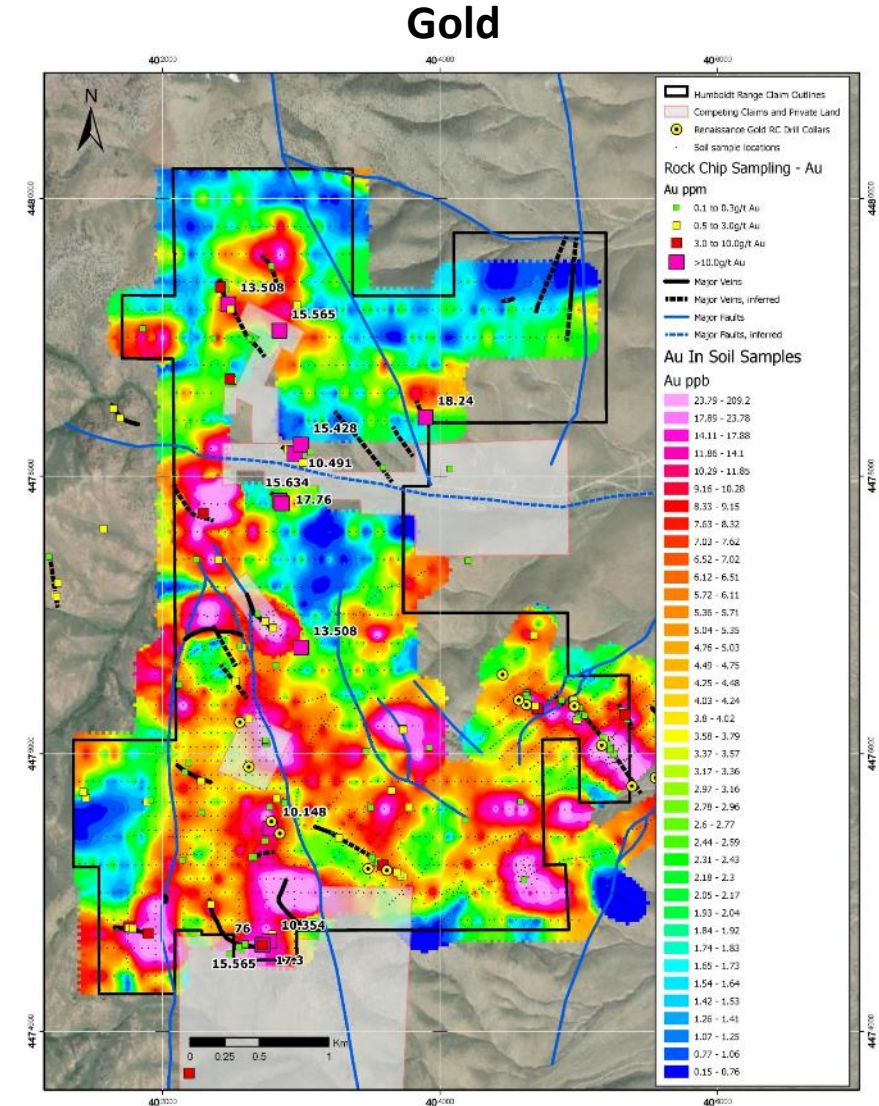 Gold
N
Humboldt Range Claim Outlines
Competing Claims and Private Land
Renaissance Gold RC Drill Collars
Soil sample locations
Rock Chip Sampling - Au
Au ppm
0.1 to 0.3g/t Au
0.5 to 3.0g/t Au
3.0 to 10.0g/t Au
>10.0g/t Au
Major Veins
Major Veins, inferred
Major Faults
Major Faults, inferred
Au In Soil Samples
Au ppb
23.79 - 209.2
17.89 - 23.78
14.11 - 17.88
11.86 - 14.1
10.29 - 11.85
9.16 - 10.28
8.33 - 9.15
7.63 - 8.32
7.03 - 7.62
6.52 - 7.02
6.12 - 6.51
5.72 - 6.11
5.36 - 5.71
5.04 - 5.35
4.76 - 5.03
4.49 - 4.75
4.25 - 4.48
4.03 - 4.24
3.8 - 4.02
3.58 - 3.79
3.37 - 3.57
3.17 - 3.36
2.97 - 3.16
2.78 - 2.96
2.6 - 2.77
2.44 - 2.59
2.31 - 2.43
2.18 - 2.3
2.05 - 2.17
1.93 - 2.04
1.84 - 1.92
1.74 - 1.83
1.65 - 1.73
1.54 - 1.64
1.42 - 1.53
1.26 - 1.41
1.07 - 1.25
0.77 - 1.06
0.15 - 0.76
13.508
15.565
18.24
15.428
10.491
15.634
17.76
13.508
10.148
76
10.354
15.565
17.3
Km
0 0.25 0.5 1